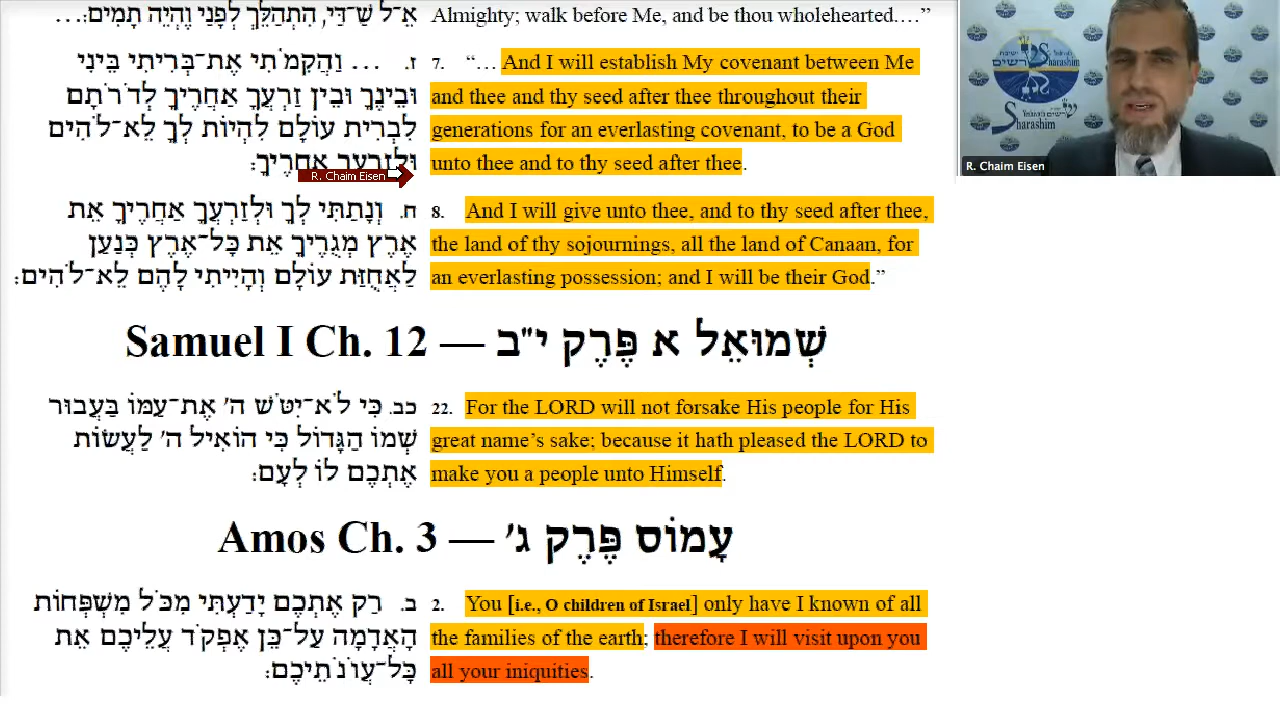 אֵ־ל שַׁ־דַּי, הִתְהַלֵּךְ לְפָנַי וֶהְיֵה תָמִים:…
Almighty; walk before Me, and be thou wholehearted.…”
ז. … וַהֲקִמֹתִי אֶת־בְּרִיתִי בֵּינִי
וּבֵינֶךָ וּבֵין זַרְעֲךָ אַחֲרֶיךָ לְדֹרֹתָם
לִבְרִית עוֹלָם לִהְיוֹת לְךָ לֵא־לֹהִים
וּלְזַרְעֲךָ אַחֲרֶיךָ:
7. “… And I will establish My covenant between Me
and thee and thy seed after thee throughout their
generations for an everlasting covenant, to be a God
unto thee and to thy seed after thee.
R. Chaim Eisen
ח. וְנָתַתִּי לְךָ וּלְזַרְעֲךָ אַחֲרֶיךָ אֵת
אֶרֶץ מְגֻרֶיךָ אֵת כָּל־אֶרֶץ כְּנַעַן
לַאֲחֻזַּת עוֹלָם וְהָיִיתִי לָהֶם לֵא־לֹהִים:
8. And I will give unto thee, and to thy seed after thee,
the land of thy sojournings, all the land of Canaan, for
an everlasting possession; and I will be their God.”
Samuel I Ch. 12 — שְׁמוּאֵל א פֶּרֶק י"ב
כב. כִּי לֹא־יִטֹּשׁ ה' אֶת־עַמּוֹ בַּעֲבוּר
שְׁמוֹ הַגָּדוֹל כִּי הוֹאִיל ה' לַעֲשׂוֹת
אֶתְכֶם לוֹ לְעָם:
22. For the LORD will not forsake His people for His
great name’s sake; because it hath pleased the LORD to
make you a people unto Himself.
Amos Ch. 3 — עָמוֹס פֶּרֶק ג'
ב. רַק אֶתְכֶם יָדַעְתִּי מִכֹּל מִשְׁפְּחוֹת
הָאֲדָמָה עַל־כֵּן אֶפְקֹד עֲלֵיכֶם אֵת
כָּל־עֲוֹנֹתֵיכֶם:
2. You [i.e., O children of Israel] only have I known of all
the families of the earth; therefore I will visit upon you
all your iniquities.
Sharashim
שרשים
Sharashim
R. Chaim Eisen